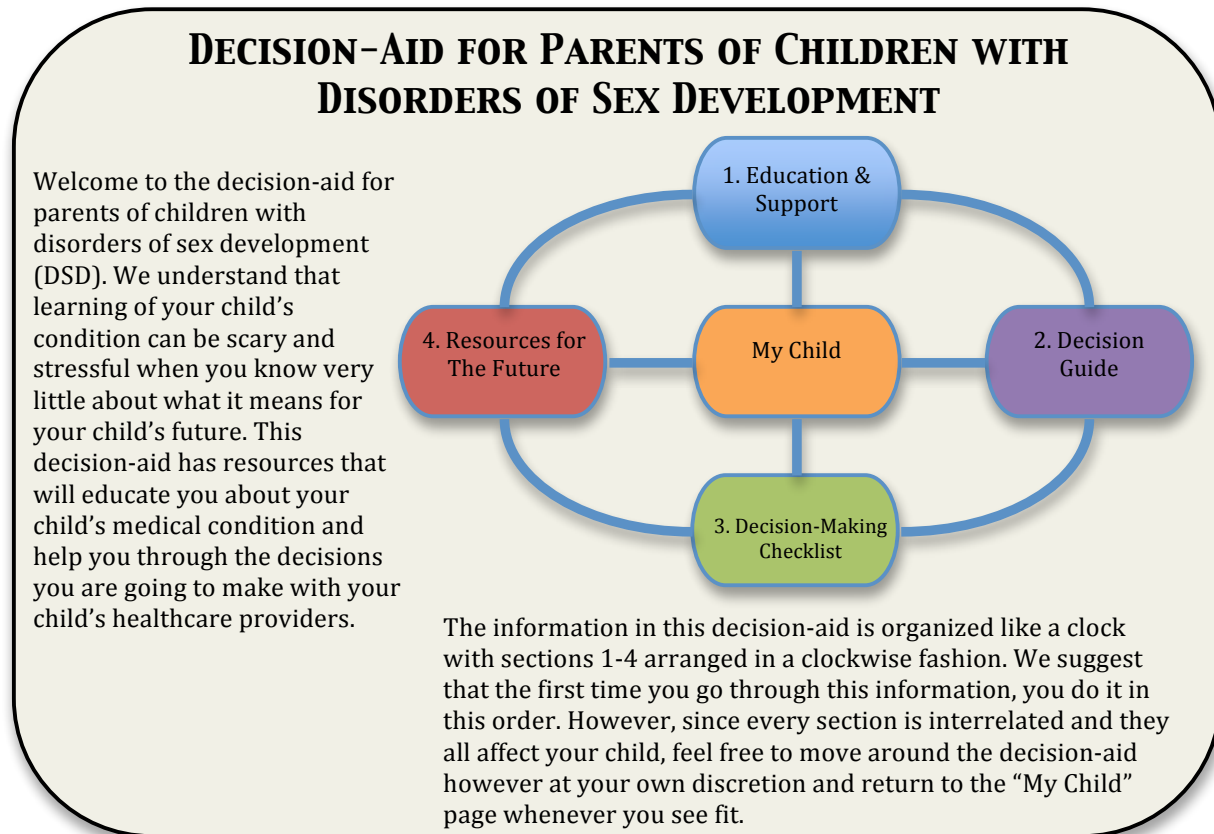 DECISION-AID FOR PARENTS OF CHILDREN WITH
DISORDERS OF SEX DEVELOPMENT
Welcome to the decision-aid for
parents of children with
disorders of sex development
(DSD). We understand that
learning of your child’s
condition can be scary and
stressful when you know very
little about what it means for
your child’s future. This
decision-aid has resources that
will educate you about your
child’s medical condition and
help you through the decisions
you are going to make with your
child’s healthcare providers.
1. Education &
Support
4. Resources for
The Future
My Child
2. Decision
Guide
3. Decision-Making
Checklist
The information in this decision-aid is organized like a clock
with sections 1-4 arranged in a clockwise fashion. We suggest
that the first time you go through this information, you do it in
this order. However, since every section is interrelated and they
all affect your child, feel free to move around the decision-aid
however at your own discretion and return to the “My Child”
page whenever you see fit.